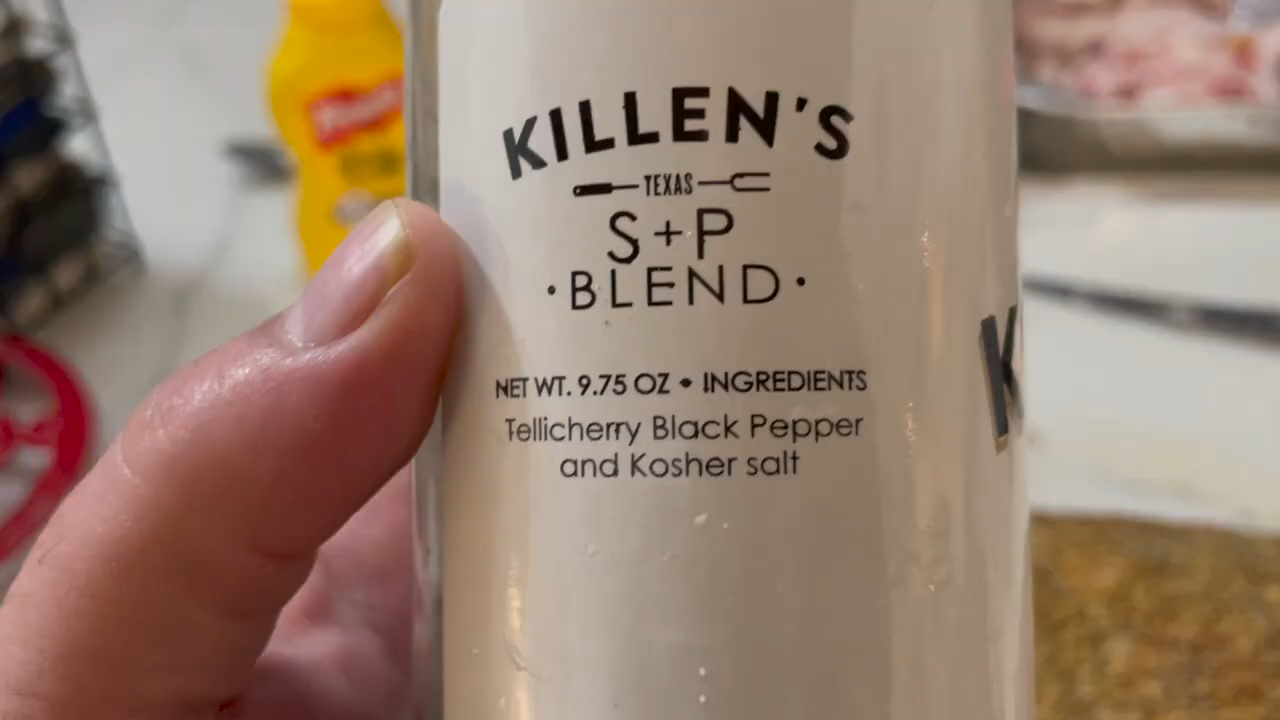 KILLEN'S
TEXAS
S+P
·BLEND·
NET WT. 9.75 OZ • INGREDIENTS
Tellicherry Black Pepper
and Kosher salt
K